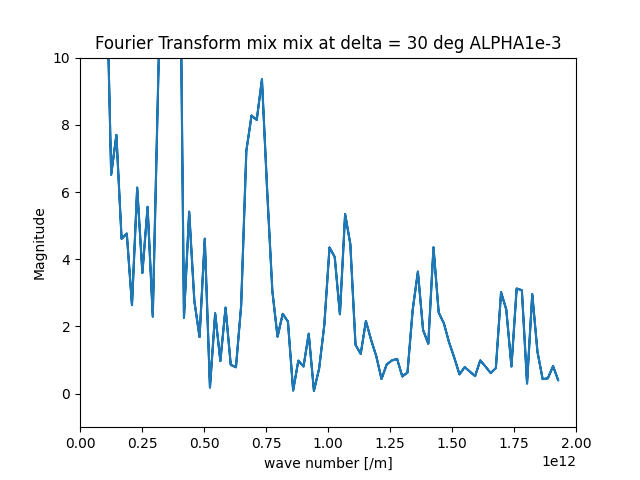 Fourier Transform mix mix at delta = 30 deg ALPHA1e-3
10
8
6
4
2
0
Magnitude
0.00 0.25 0.50 0.75 1.00 1.25 1.50 1.75 2.00
wave number [/m]
1e12